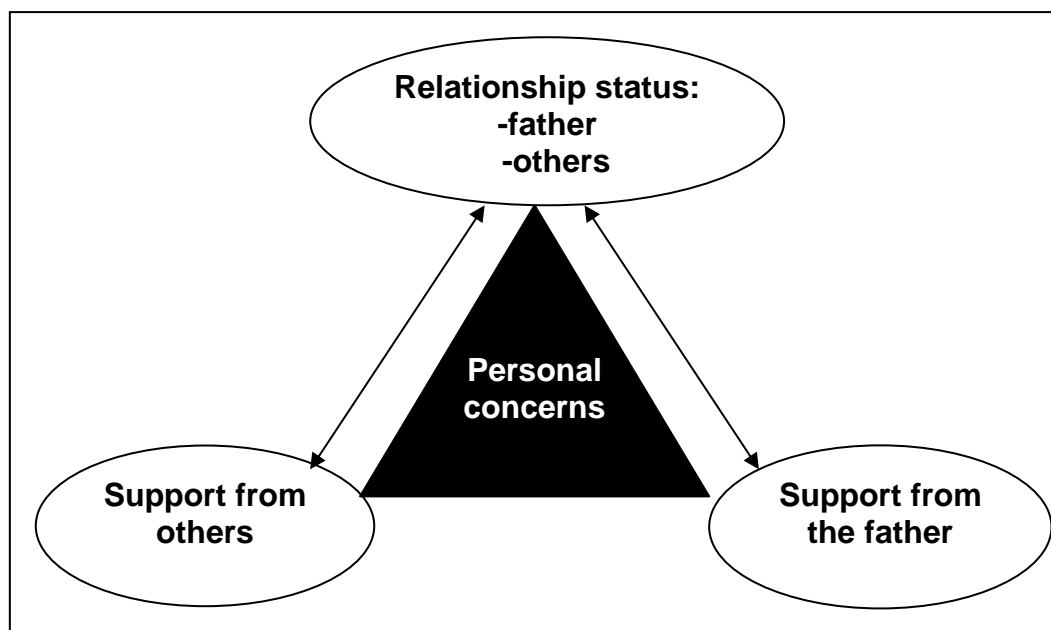 Relationship status:
-father
-others
Personal
concerns
Support from
others
Support from
the father